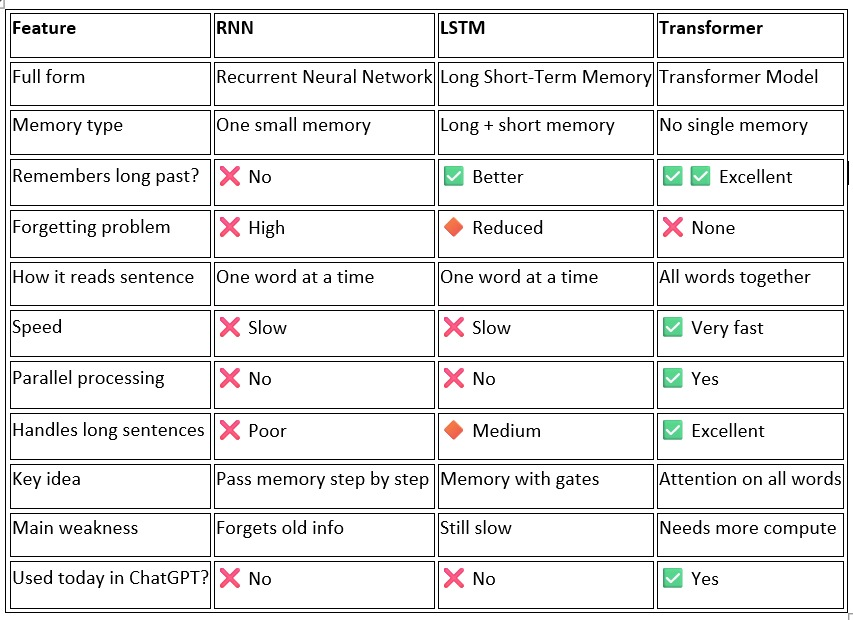 Feature RNN LSTM Transformer
Full form Recurrent Neural Network Long Short-Term Memory Transformer Model
Memory type One small memory Long + short memory No single memory
Remembers long past? ❌ No ✅ Better ✅ ✅ Excellent
Forgetting problem ❌ High 🔶 Reduced ❌ None
How it reads sentence One word at a time One word at a time All words together
Speed ❌ Slow ❌ Slow ✅ Very fast
Parallel processing ❌ No ❌ No ✅ Yes
Handles long sentences ❌ Poor 🔶 Medium ✅ Excellent
Key idea Pass memory step by step Memory with gates Attention on all words
Main weakness Forgets old info Still slow Needs more compute
Used today in ChatGPT? ❌ No ❌ No ✅ Yes